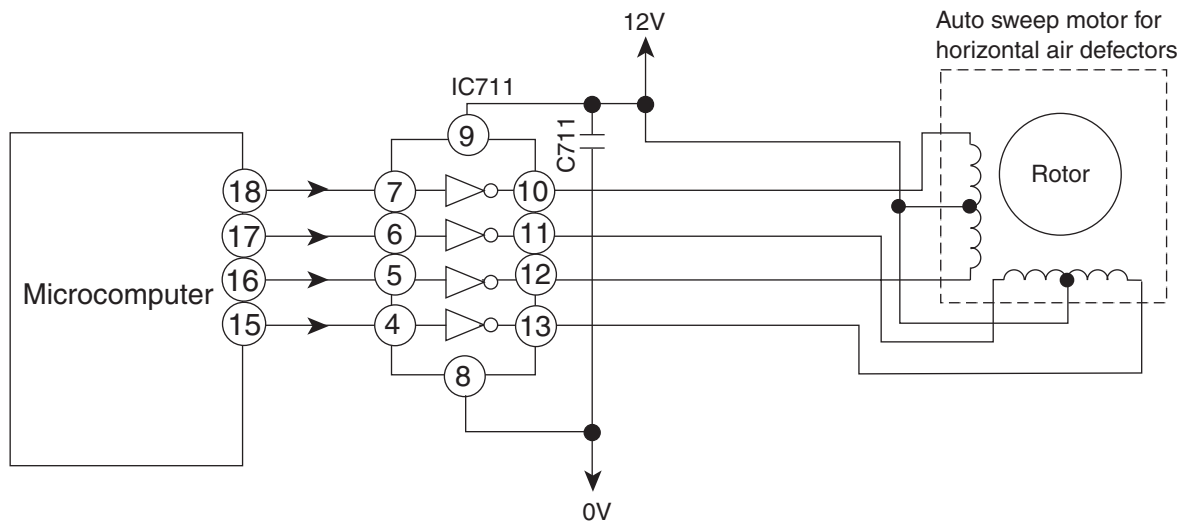 12V
Auto sweep motor for
horizontal air defectors
IC711
9
C711
Rotor
18
7
10
17
6
11
16
5
12
Microcomputer
15
4
13
8
0V